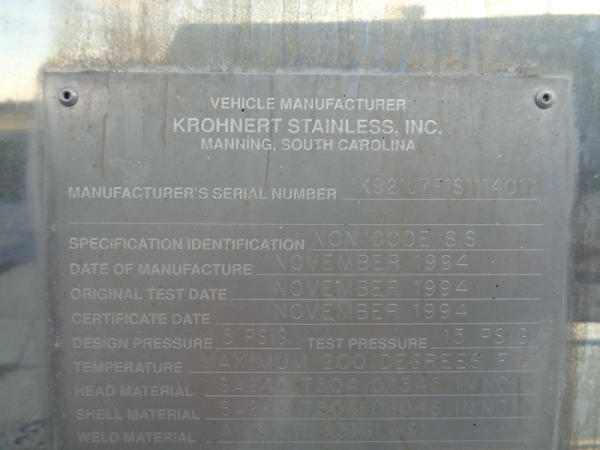 VEHICLE MANUFACTURER
KROHNERT STAINLESS, INC.
MANNING, SOUTH CAROLINA
MANUFACTURER'S SERIAL NUMBER
SPECIFICATION IDENTIFICATION NON CODE S.S.
DATE OF MANUFACTURE NOVEMBER 1994
ORIGINAL TEST DATE NOVEMBER 1994
CERTIFICATE DATE NOVEMBER 1994
DESIGN PRESSURE 5 PSIG TEST PRESSURE 15 PSIG
TEMPERATURE MAXIMUM 200 DEGREES F
HEAD MATERIAL
SHELL MATERIAL
WELD MATERIAL